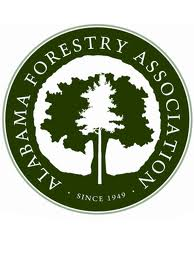 ALABAMA FORESTRY ASSOCIATION
· SINCE 1949 ·